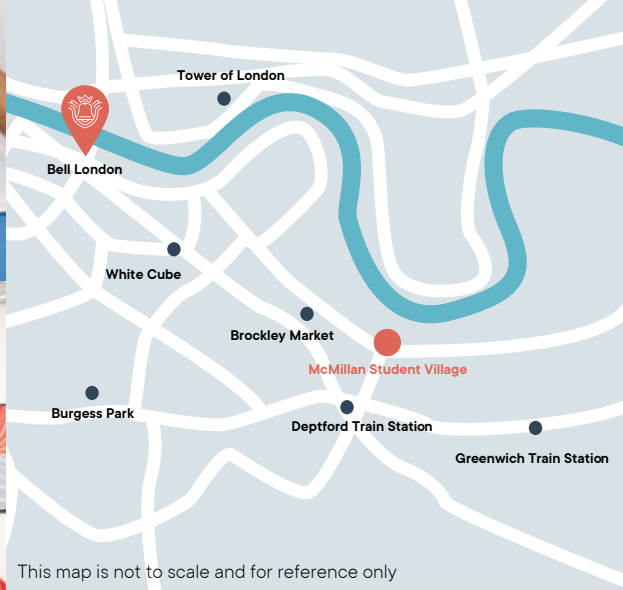 Tower of London
Bell London
White Cube
Brockley Market
McMillan Student Village
Burgess Park
Deptford Train Station
Greenwich Train Station
This map is not to scale and for reference only